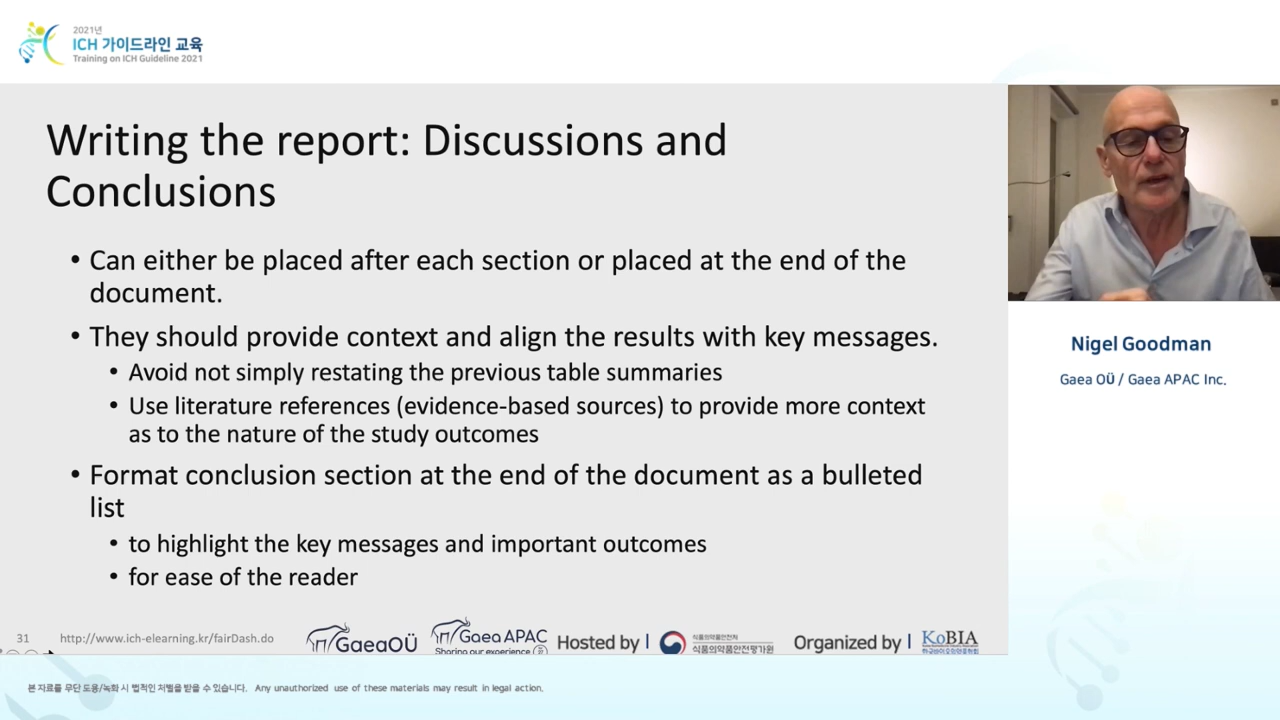 2021년
ICH 가이드라인 교육
Training on ICH Guideline 2021
Writing the report: Discussions and
Conclusions
• Can either be placed after each section or placed at the end of the
document.
• They should provide context and align the results with key messages.
• Avoid not simply restating the previous table summaries
• Use literature references (evidence-based sources) to provide more context
as to the nature of the study outcomes
• Format conclusion section at the end of the document as a bulleted
list
• to highlight the key messages and important outcomes
• for ease of the reader
Nigel Goodman
Gaea OÜ / Gaea APAC Inc.
31
http://www.ich-elearning.kr/fairDash.do
GaeaOÜ
Gaea APAC
Sharing our experience
Hosted by |
식품의약품안전처
식품의약품안전평가원
Organized by |
KoBIA
한국바이오의약품협회
본 자료를 무단 도용/녹화 시 법적인 처벌을 받을 수 있습니다. Any unauthorized use of these materials may result in legal action.